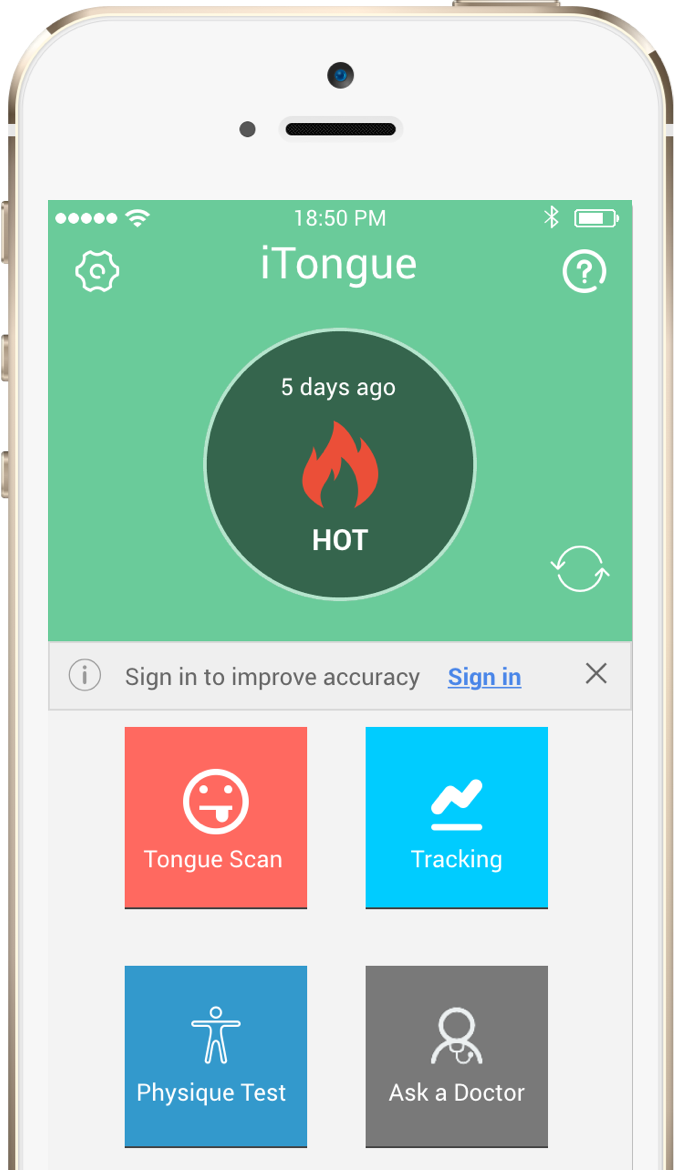 18:50 PM
iTongue
5 days ago
HOT
Sign in to improve accuracy Sign in
Tongue Scan
Tracking
Physique Test
Ask a Doctor